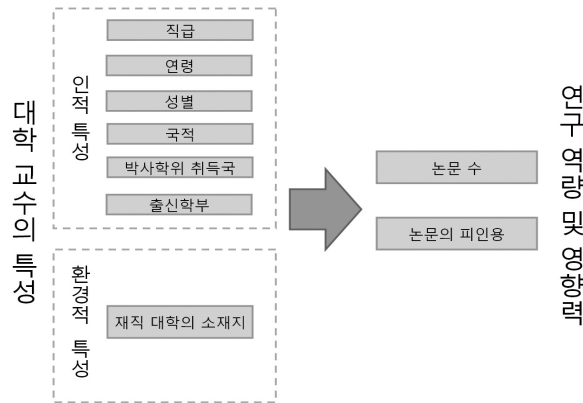 대학 교수의 특성
인적 특성
직급
연령
성별
국적
박사학위 취득국
출신학부
환경적 특성
재직 대학의 소재지
논문 수
논문의 피인용
연구 역량 및 영향력